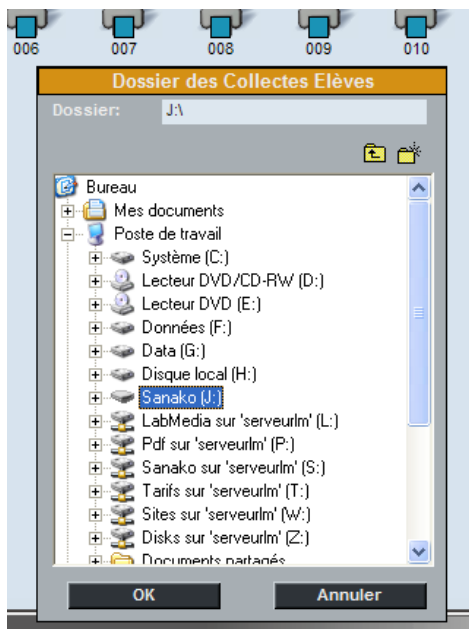 006 007 008 009 010
Dossier des Collectes Elèves
Dossier: J:\
Bureau
Mes documents
Poste de travail
Système (C:)
Lecteur DVD/CD-RW (D:)
Lecteur DVD (E:)
Données (F:)
Data (G:)
Disque local (H:)
Sanako (J:)
LabMedia sur 'serveurlm' (L:)
Pdf sur 'serveurlm' (P:)
Sanako sur 'serveurlm' (S:)
Tarifs sur 'serveurlm' (T:)
Sites sur 'serveurlm' (W:)
Disks sur 'serveurlm' (Z:)
Documents partagés
OK Annuler